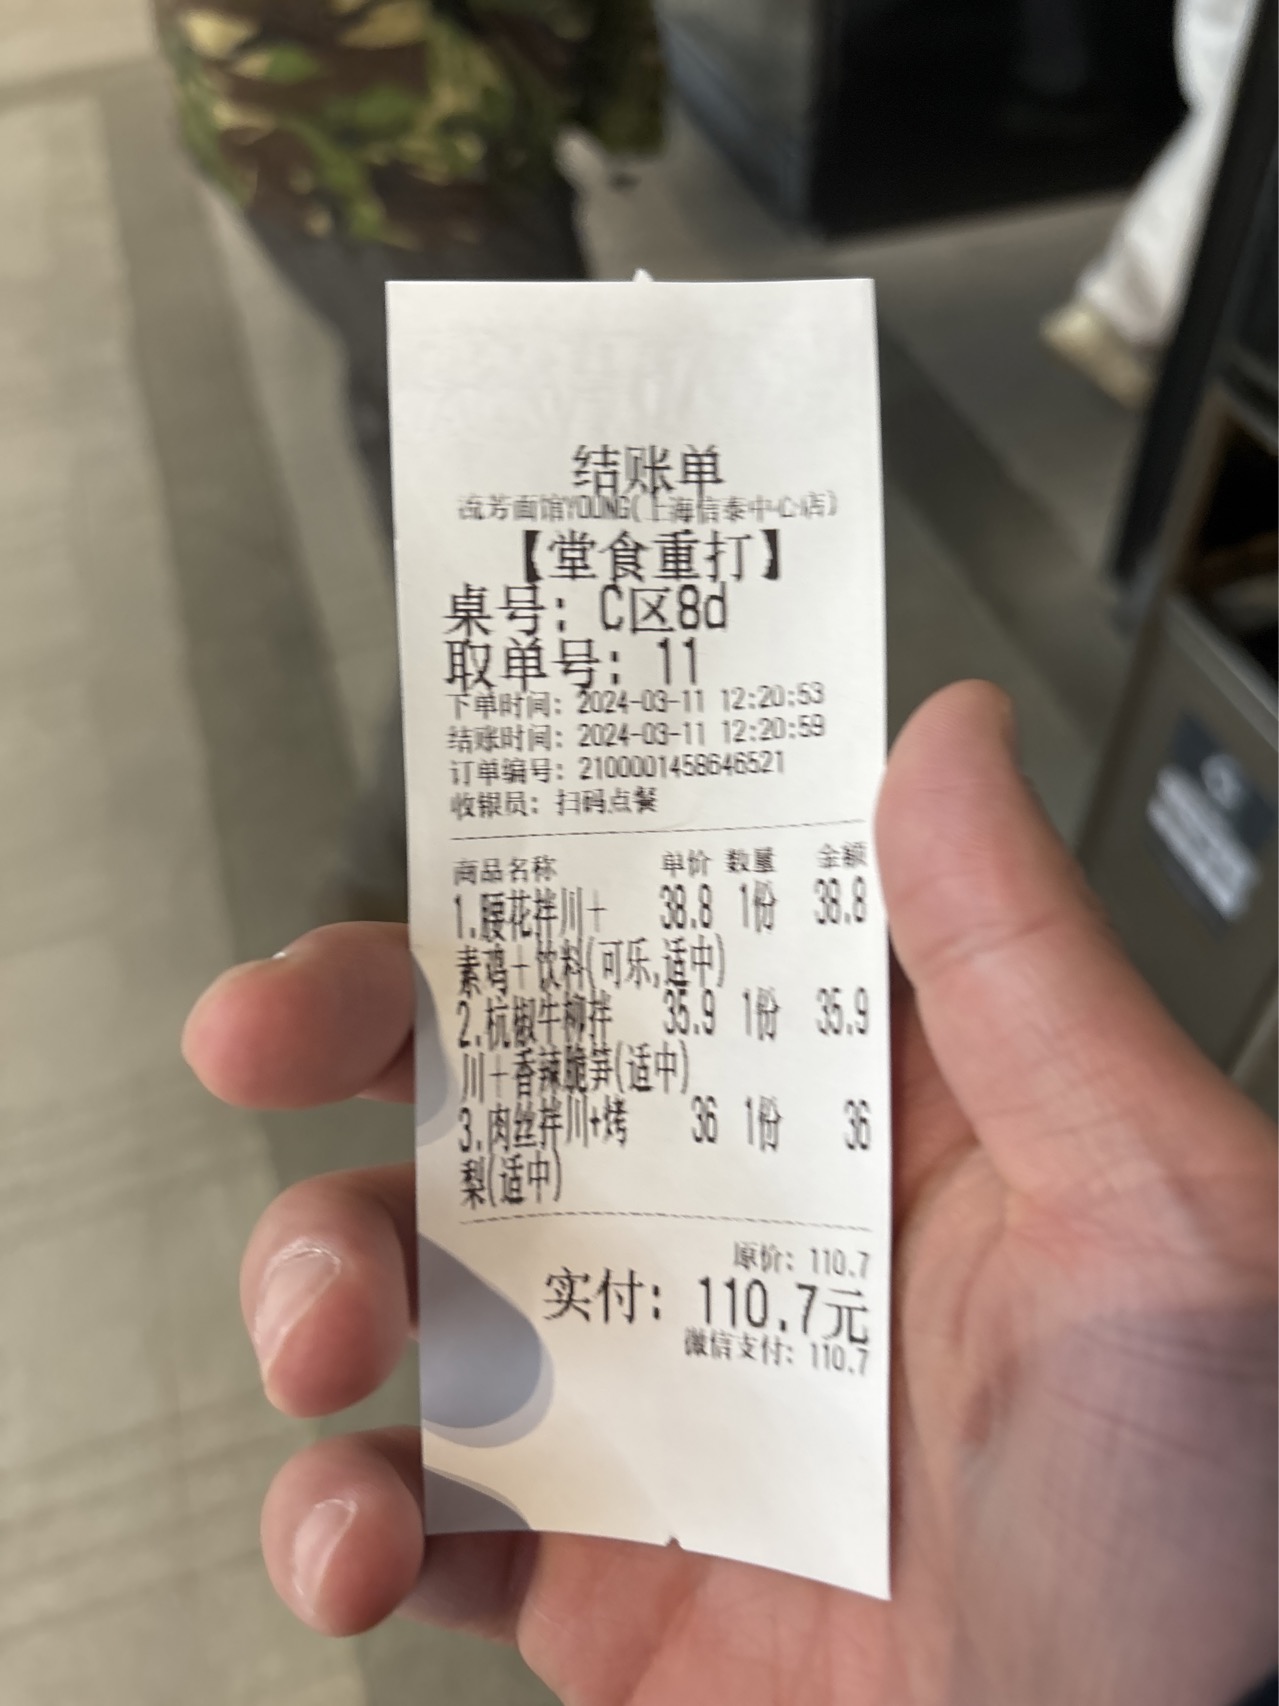 结账单
流芳面馆YOUNG(上海信泰中心店)
【堂食重打】
桌号: C区8d
取单号: 11
下单时间: 2024-03-11 12:20:53
结账时间: 2024-03-11 12:20:59
订单编号: 2100001458646521
收银员: 扫码点餐
商品名称 单价 数量 金额
1.腰花拌川+ 38.8 1份 38.8
素鸡+饮料(可乐,适中)
2.杭椒牛柳拌 35.9 1份 35.9
川+香辣脆笋(适中)
3.肉丝拌川+烤 36 1份 36
梨(适中)
原价: 110.7
实付: 110.7元
微信支付: 110.7